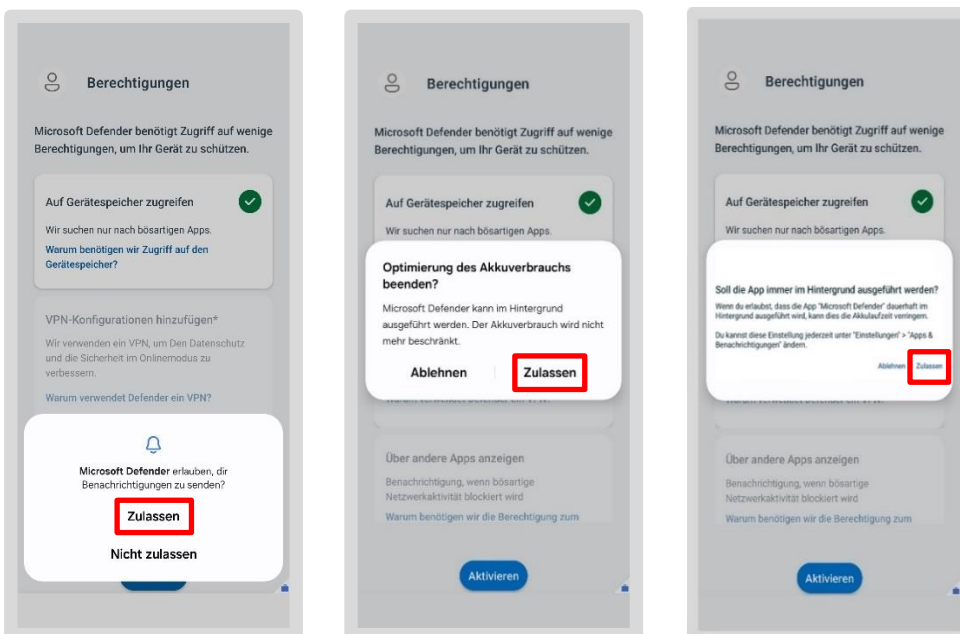 Berechtigungen
Microsoft Defender benötigt Zugriff auf wenige
Berechtigungen, um Ihr Gerät zu schützen.
Auf Gerätespeicher zugreifen
Wir suchen nur nach bösartigen Apps.
Warum benötigen wir Zugriff auf den
Gerätespeicher?
VPN-Konfigurationen hinzufügen*
Wir verwenden ein VPN, um Den Datenschutz
und die Sicherheit im Onlinemodus zu
verbessern.
Warum verwendet Defender ein VPN?
Microsoft Defender erlauben, dir
Benachrichtigungen zu senden?
Zulassen
Nicht zulassen
Berechtigungen
Microsoft Defender benötigt Zugriff auf wenige
Berechtigungen, um Ihr Gerät zu schützen.
Auf Gerätespeicher zugreifen
Wir suchen nur nach bösartigen Apps.
Optimierung des Akkuverbrauchs
beenden?
Microsoft Defender kann im Hintergrund
ausgeführt werden. Der Akkuverbrauch wird nicht
mehr beschränkt.
Ablehnen Zulassen
Über andere Apps anzeigen
Benachrichtigung, wenn bösartige
Netzwerkaktivität blockiert wird
Warum benötigen wir die Berechtigung zum
Aktivieren
Berechtigungen
Microsoft Defender benötigt Zugriff auf wenige
Berechtigungen, um Ihr Gerät zu schützen.
Auf Gerätespeicher zugreifen
Wir suchen nur nach bösartigen Apps.
Soll die App immer im Hintergrund ausgeführt werden?
Wenn du erlaubst, dass die App "Microsoft Defender" dauerhaft im
Hintergrund ausgeführt wird, kann dies die Akkulaufzeit verringern.
Du kannst diese Einstellung jederzeit unter "Einstellungen" > "Apps &
Benachrichtigungen" ändern.
Ablehnen Zulassen
Über andere Apps anzeigen
Benachrichtigung, wenn bösartige
Netzwerkaktivität blockiert wird
Warum benötigen wir die Berechtigung zum
Aktivieren